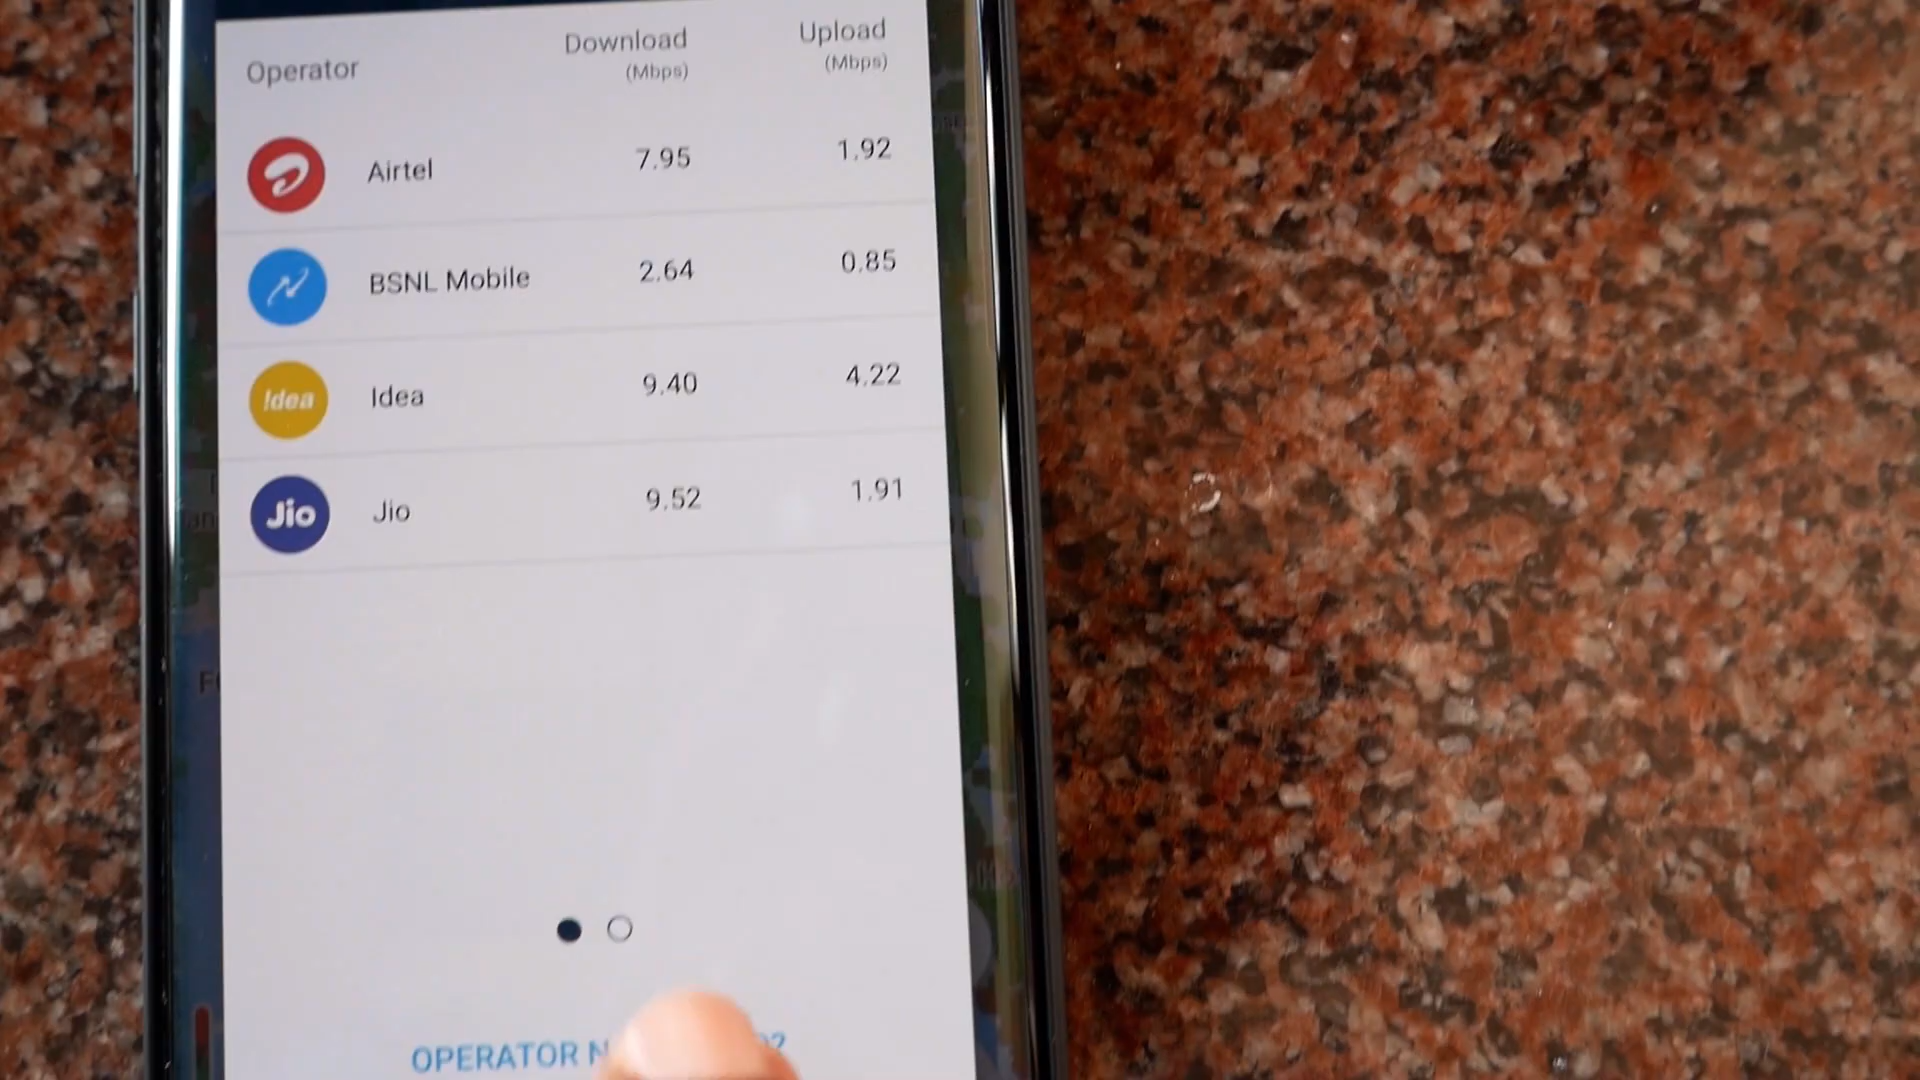 Operator Download (Mbps) Upload (Mbps)
Airtel 7.95 1.92
BSNL Mobile 2.64 0.85
!dea Idea 9.40 4.22
Jio Jio 9.52 1.91
OPERATOR